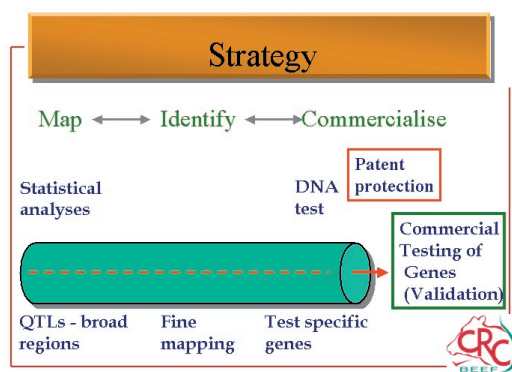 Strategy
Map Identify Commercialise
Statistical
analyses
DNA
test
Patent
protection
Commercial
Testing of
Genes
(Validation)
QTLs - broad
regions
Fine
mapping
Test specific
genes
CRC
BEEF